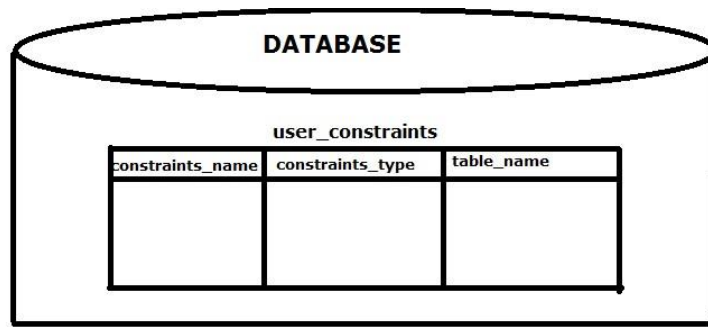 DATABASE
user_constraints
constraints_name constraints_type table_name